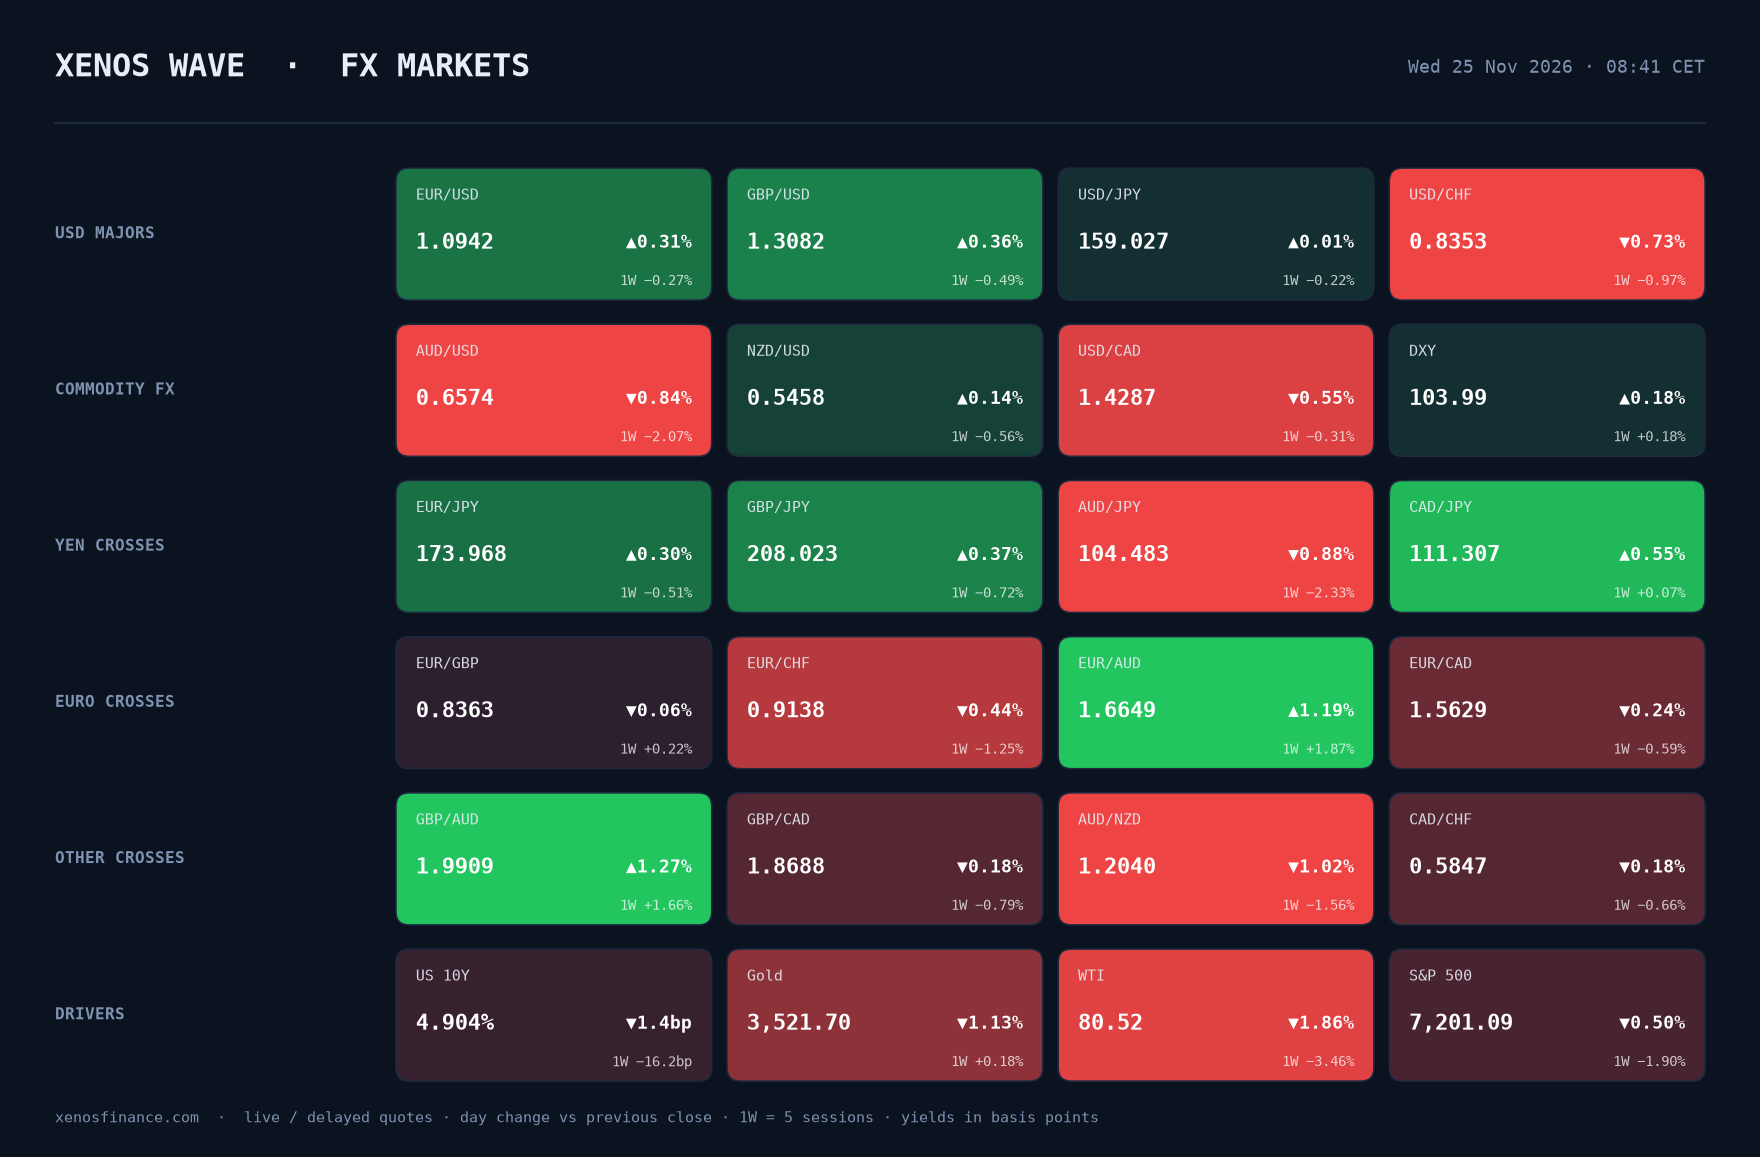 XENOS WAVE · FX MARKETS
Wed 25 Nov 2026 · 08:41 CET
USD MAJORS
EUR/USD
1.0942 ▲0.31%
1W −0.27%
GBP/USD
1.3082 ▲0.36%
1W −0.49%
USD/JPY
159.027 ▲0.01%
1W −0.22%
USD/CHF
0.8353 ▼0.73%
1W −0.97%
COMMODITY FX
AUD/USD
0.6574 ▼0.84%
1W −2.07%
NZD/USD
0.5458 ▲0.14%
1W −0.56%
USD/CAD
1.4287 ▼0.55%
1W −0.31%
DXY
103.99 ▲0.18%
1W +0.18%
YEN CROSSES
EUR/JPY
173.968 ▲0.30%
1W −0.51%
GBP/JPY
208.023 ▲0.37%
1W −0.72%
AUD/JPY
104.483 ▼0.88%
1W −2.33%
CAD/JPY
111.307 ▲0.55%
1W +0.07%
EURO CROSSES
EUR/GBP
0.8363 ▼0.06%
1W +0.22%
EUR/CHF
0.9138 ▼0.44%
1W −1.25%
EUR/AUD
1.6649 ▲1.19%
1W +1.87%
EUR/CAD
1.5629 ▼0.24%
1W −0.59%
OTHER CROSSES
GBP/AUD
1.9909 ▲1.27%
1W +1.66%
GBP/CAD
1.8688 ▼0.18%
1W −0.79%
AUD/NZD
1.2040 ▼1.02%
1W −1.56%
CAD/CHF
0.5847 ▼0.18%
1W −0.66%
DRIVERS
US 10Y
4.904% ▼1.4bp
1W −16.2bp
Gold
3,521.70 ▼1.13%
1W +0.18%
WTI
80.52 ▼1.86%
1W −3.46%
S&P 500
7,201.09 ▼0.50%
1W −1.90%
xenosfinance.com · live / delayed quotes · day change vs previous close · 1W = 5 sessions · yields in basis points